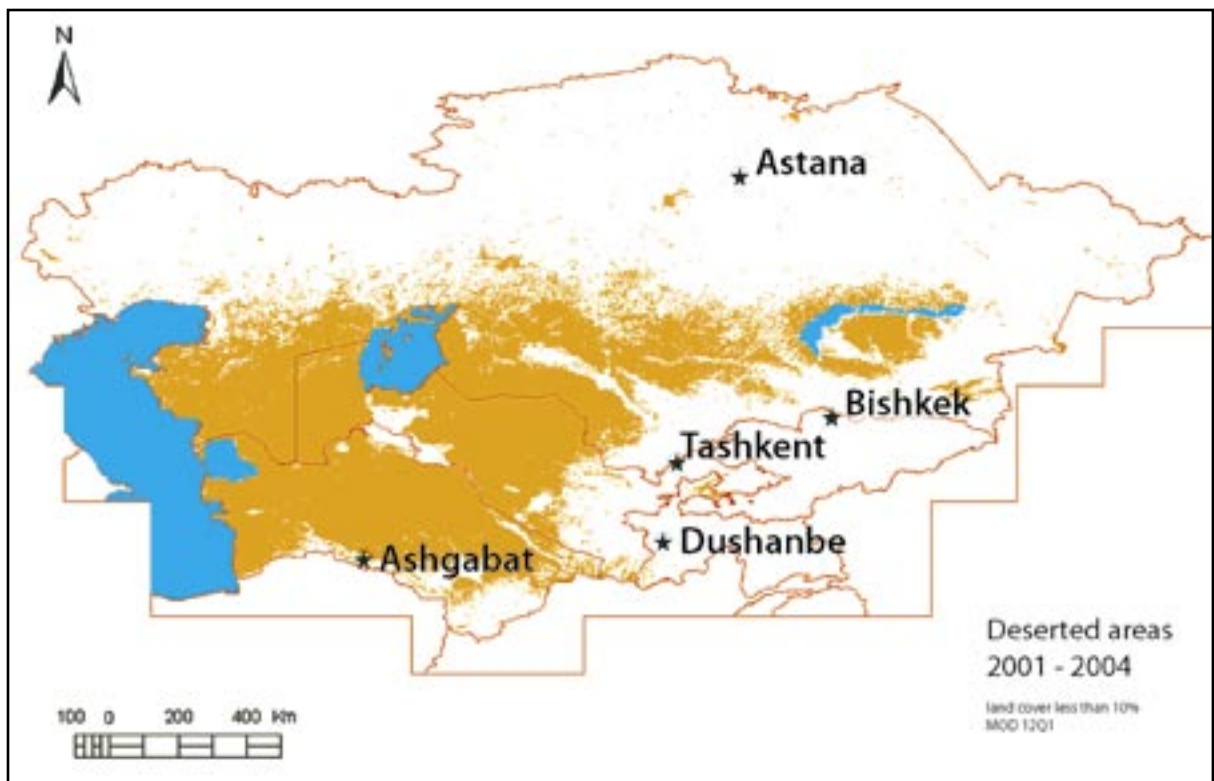 N
Astana
Bishkek
Tashkent
Dushanbe
Ashgabat
Deserted areas
2001 - 2004
land cover less than 10%
MOD 12Q1
100 0 200 400 km